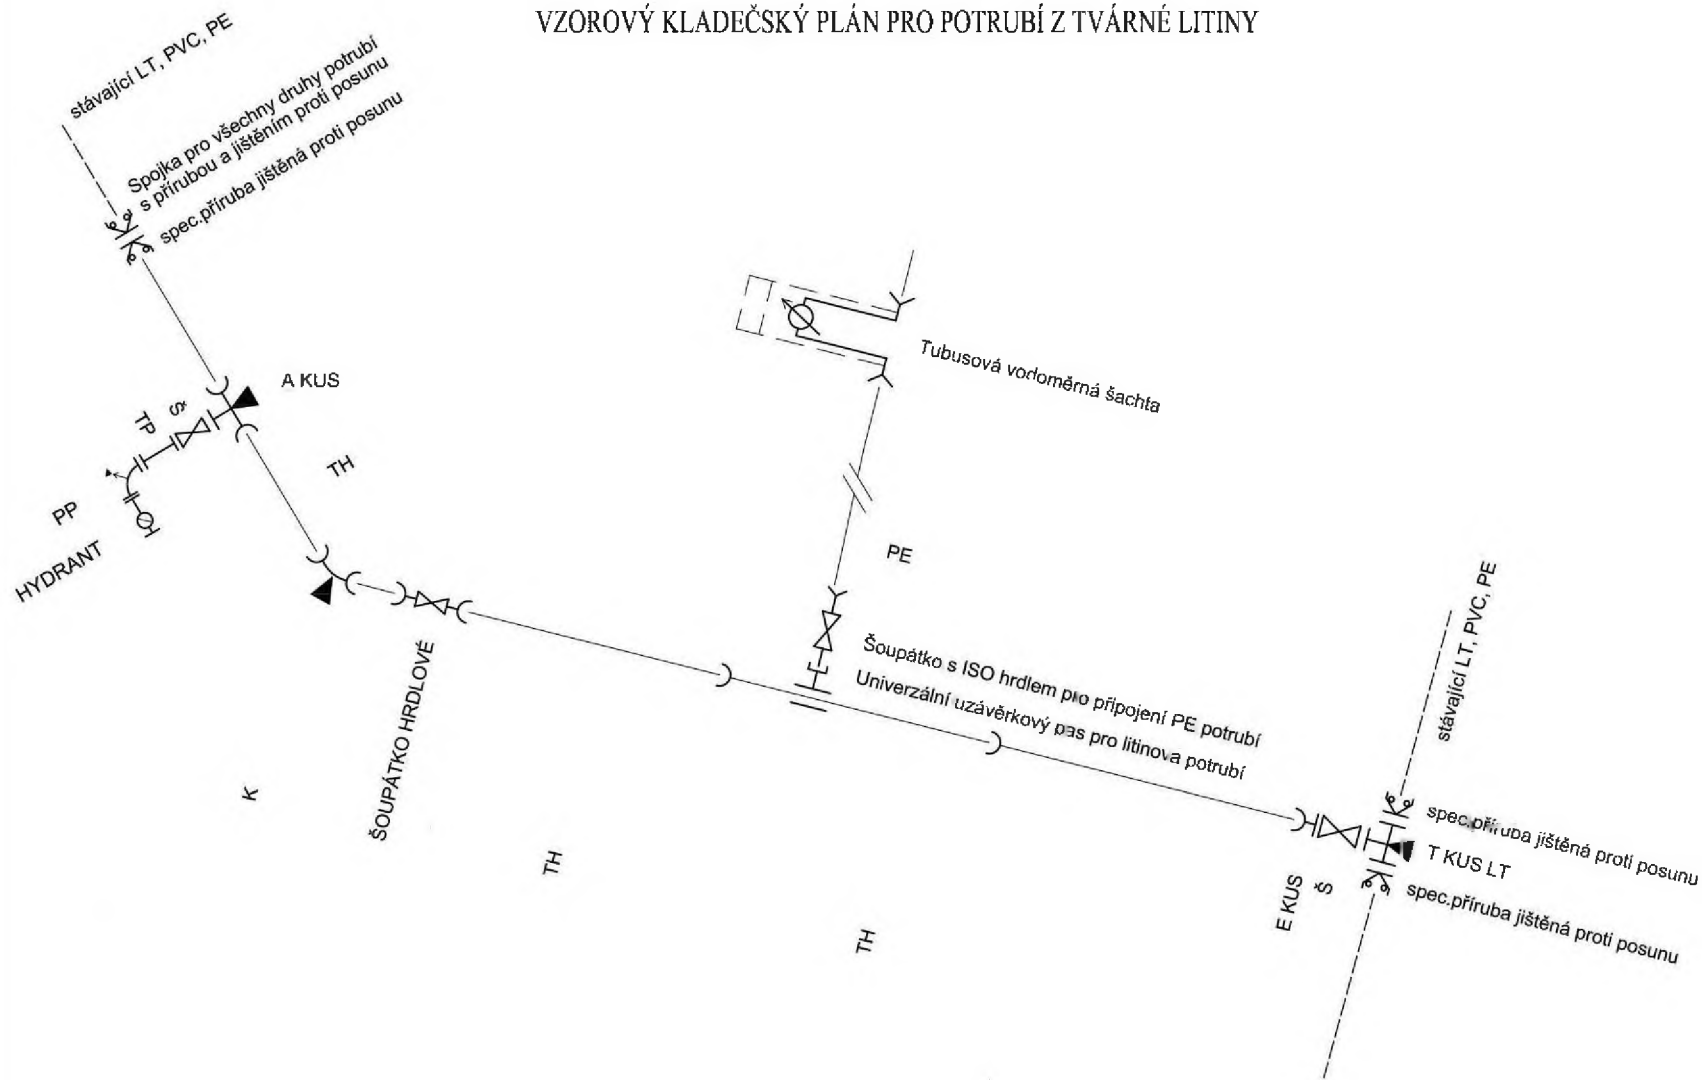 VZOROVÝ KLADEČSKÝ PLÁN PRO POTRUBÍ Z TVÁRNÉ LITINY
stávající LT, PVC, PE
Spojka pro všechny druhy potrubí
s přírubou a jištěním proti posunu
spec.příruba jištěná proti posunu
A KUS
Š
TP
TH
PP
HYDRANT
Tubusová vodoměrná šachta
PE
Šoupátko s ISO hrdlem pro připojení PE potrubí
Univerzální uzávěrkový pas pro litinova potrubí
stávající LT, PVC, PE
K
ŠOUPÁTKO HRDLOVÉ
TH
TH
spec.příruba jištěná proti posunu
T KUS LT
E KUS
Š
spec.příruba jištěná proti posunu